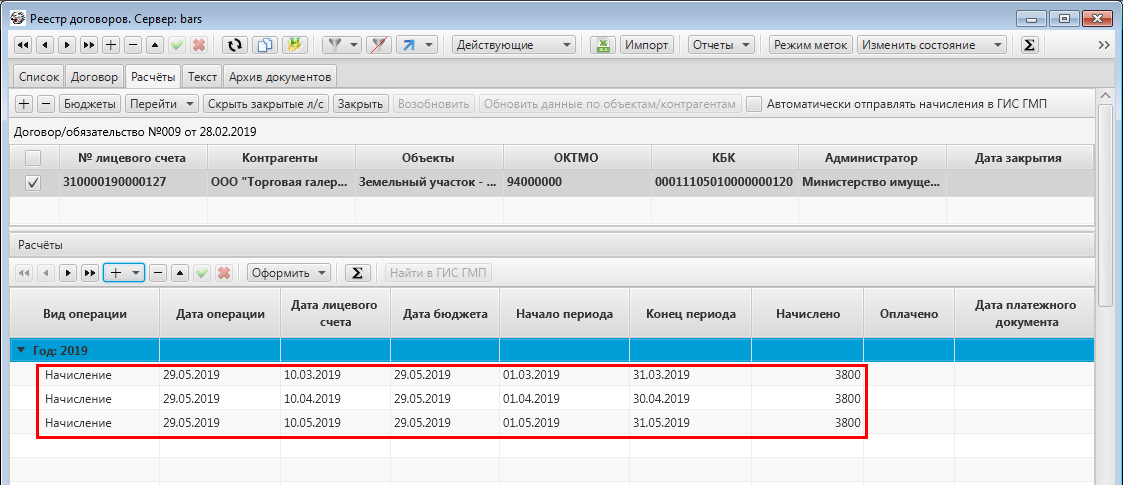 Реестр договоров. Сервер: bars
Действующие Импорт Отчеты Режим меток Изменить состояние Σ »
Список Договор Расчёты Текст Архив документов
Бюджеты Перейти Скрыть закрытые л/с Закрыть Возобновить Обновить данные по объектам/контрагентам Автоматически отправлять начисления в ГИС ГМП
Договор/обязательство №009 от 28.02.2019
№ лицевого счета Контрагенты Объекты ОКТМО КБК Администратор Дата закрытия
310000190000127 ООО "Торговая галер... Земельный участок - ... 94000000 00011105010000000120 Министерство имуще...
Расчёты
Оформить Σ Найти в ГИС ГМП
Вид операции Дата операции Дата лицевого счета Дата бюджета Начало периода Конец периода Начислено Оплачено Дата платежного документа
Год: 2019
Начисление 29.05.2019 10.03.2019 29.05.2019 01.03.2019 31.03.2019 3800
Начисление 29.05.2019 10.04.2019 29.05.2019 01.04.2019 30.04.2019 3800
Начисление 29.05.2019 10.05.2019 29.05.2019 01.05.2019 31.05.2019 3800